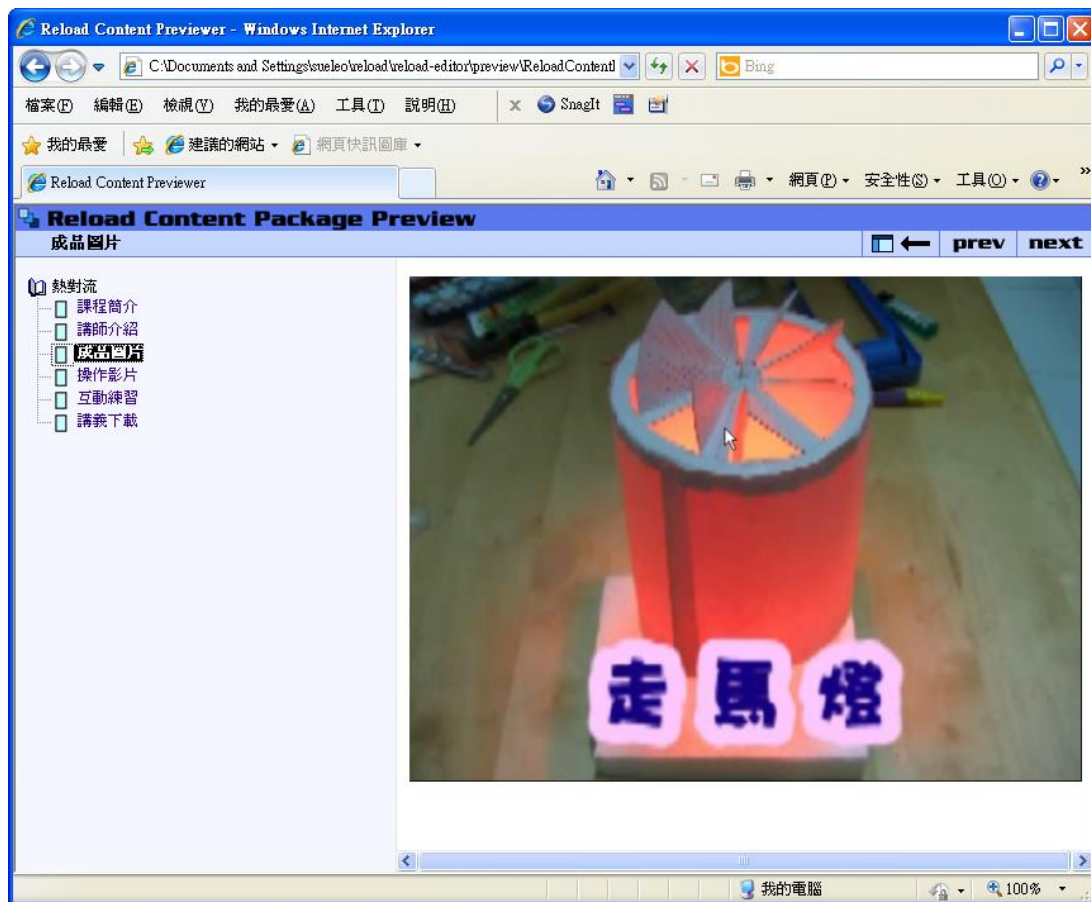 Reload Content Previewer - Windows Internet Explorer
C:\Documents and Settings\sueleo\reload\reload-editor\preview\ReloadContentl
Bing
檔案(F) 編輯(E) 檢視(V) 我的最愛(A) 工具(T) 說明(H) x SnagIt
我的最愛 建議的網站 網頁快訊圖庫
Reload Content Previewer 網頁(P) 安全性(S) 工具(O) »
Reload Content Package Preview
成品圖片 prev next
熱對流
課程簡介
講師介紹
成品圖片
操作影片
互動練習
講義下載
走馬燈
我的電腦 100%